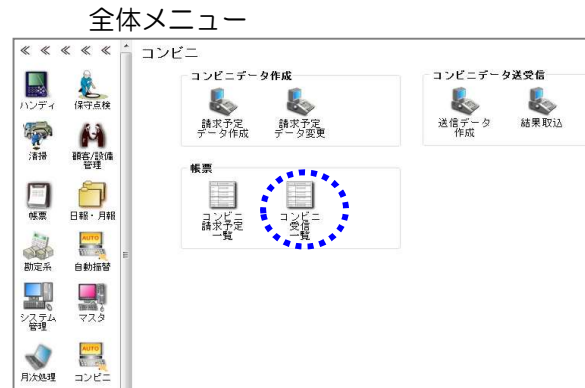 全体メニュー
≪ ≪ ≪ ≪ ≪
コンビニ
ハンディ
保守点検
清掃
顧客/設備
管理
帳票
日報・月報
勘定系
自動振替
システム
管理
マスタ
月次処理
コンビニ
コンビニデータ作成
請求予定
データ作成
請求予定
データ変更
コンビニデータ送受信
送信データ
作成
結果取込
帳票
コンビニ
請求予定
一覧
コンビニ
受信
一覧
AUTO
AUTO